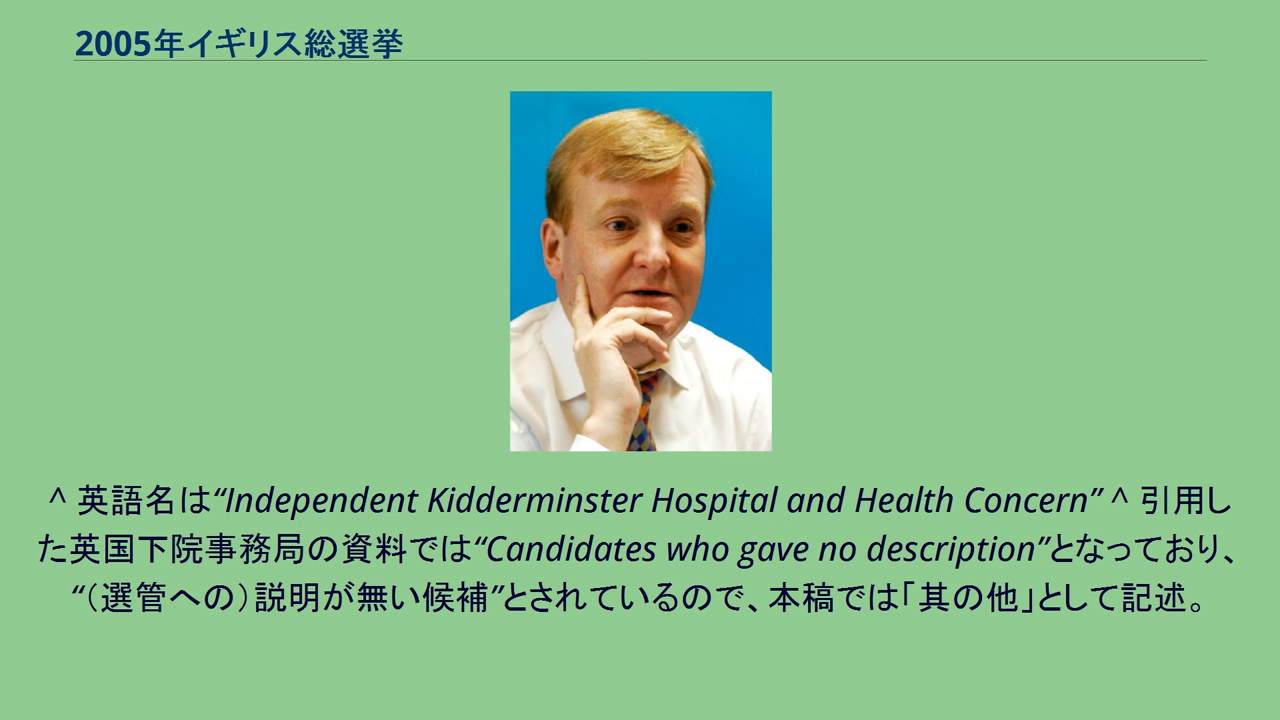 2005年イギリス総選挙
^ 英語名は“Independent Kidderminster Hospital and Health Concern” ^ 引用し
た英国下院事務局の資料では“Candidates who gave no description”となっており、
“（選管への）説明が無い候補”とされているので、本稿では「其の他」として記述。